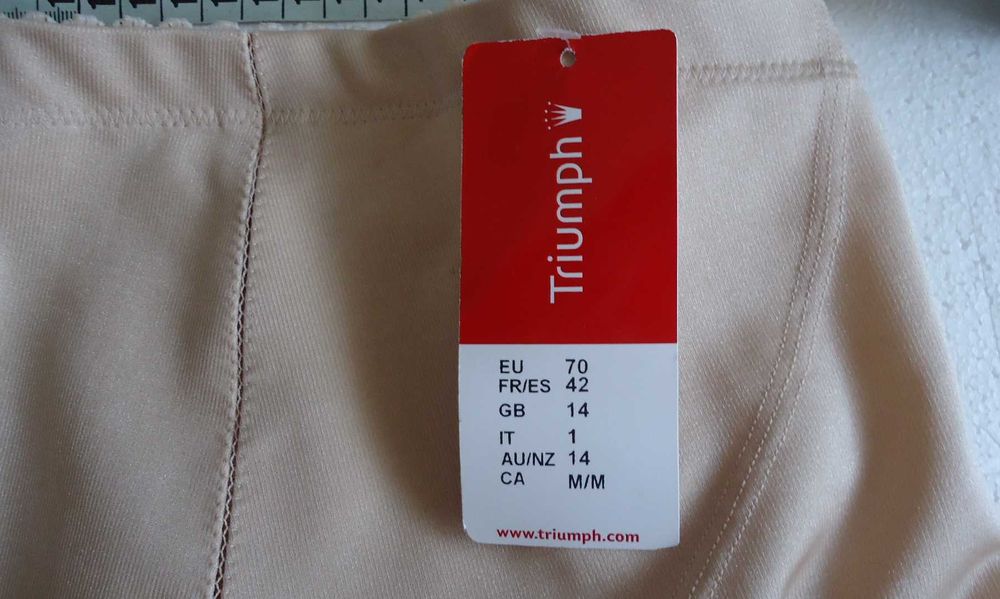 Triumph
EU 70
FR/ES 42
GB 14
IT 1
AU/NZ 14
CA M/M
www.triumph.com